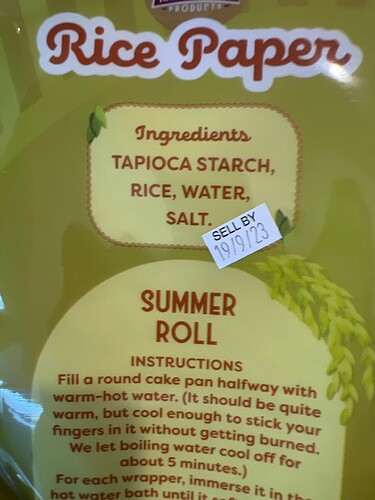 PRODUCTS
Rice Paper
Ingredients
TAPIOCA STARCH,
RICE, WATER,
SALT.
SELL BY
19/9/23
SUMMER
ROLL
INSTRUCTIONS
Fill a round cake pan halfway with
warm-hot water. (It should be quite
warm, but cool enough to stick your
fingers in it without getting burned.
We let boiling water cool off for
about 5 minutes.)
For each wrapper, immerse it in the
hot water bath until it